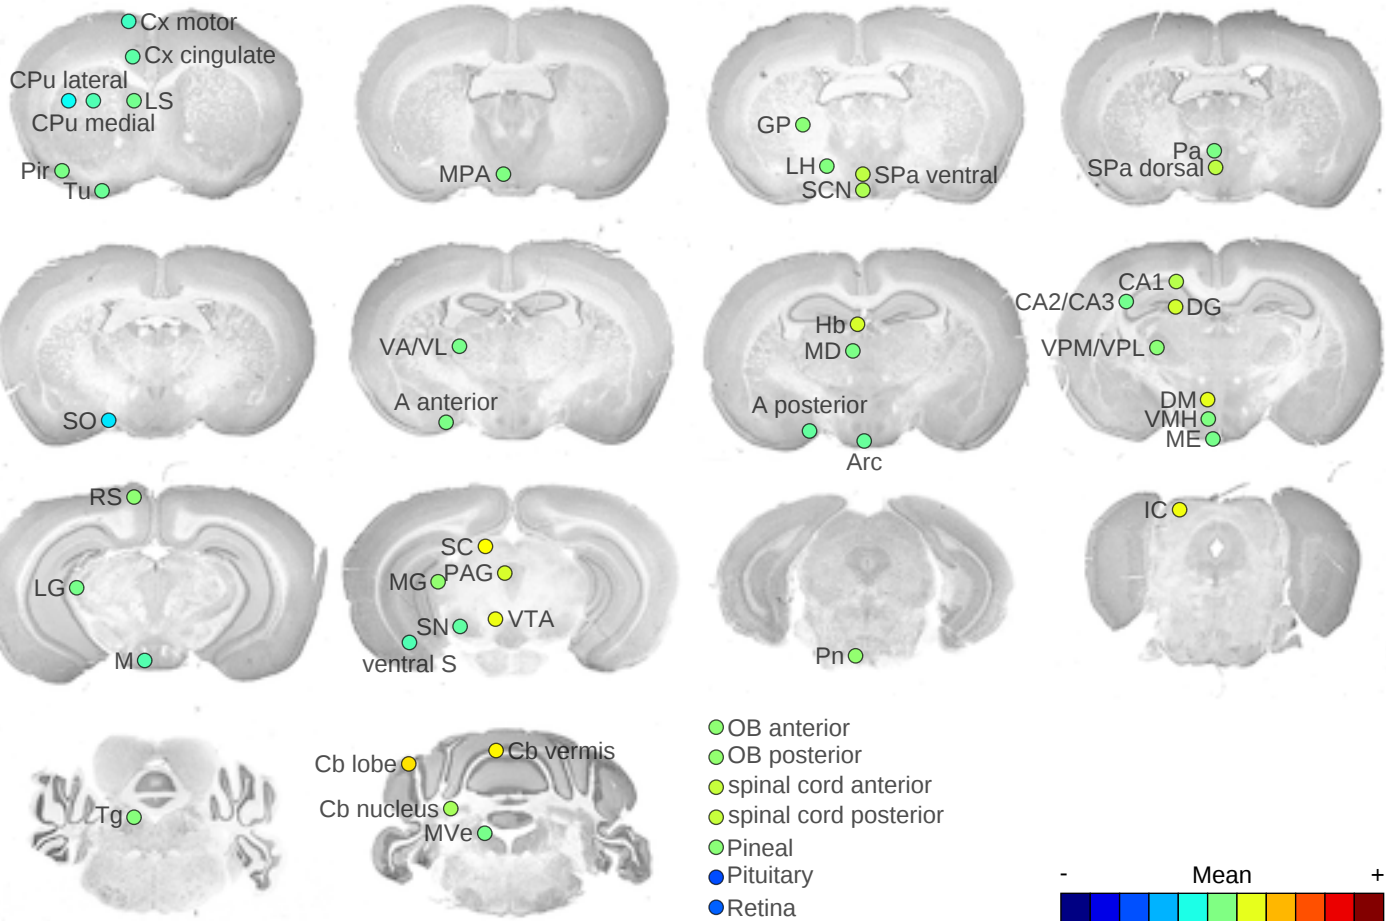 Cx motor
Cx cingulate
CPu lateral
LS
CPu medial
Pir
Tu
MPA
GP
LH
SPa ventral
SCN
Pa
SPa dorsal
SO
VA/VL
A anterior
Hb
MD
A posterior
Arc
CA1
CA2/CA3
DG
VPM/VPL
DM
VMH
ME
RS
LG
M
SC
MG
PAG
VTA
SN
ventral S
Pn
IC
Tg
Cb lobe
Cb vermis
Cb nucleus
MVe
OB anterior
OB posterior
spinal cord anterior
spinal cord posterior
Pineal
Pituitary
Retina
- Mean +